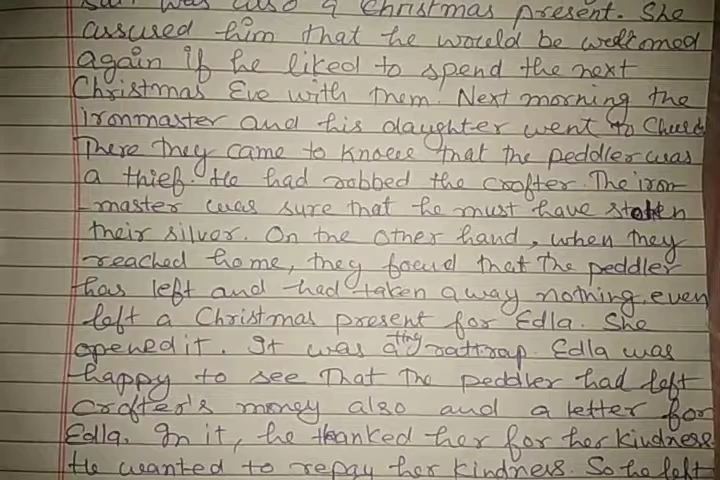 suit was also a Christmas present. She
assured him that he would be welcomed
again if he liked to spend the next
Christmas Eve with them. Next morning the
ironmaster and his daughter went to Church
There they came to know that the peddler was
a thief. He had robbed the crofter. The iron-
-master was sure that he must have stolen
their silver. On the other hand, when they
reached home, they found that the peddler
has left and had taken away nothing, even
left a Christmas present for Edla. She
opened it. It was a tiny rattrap. Edla was
happy to see that the peddler had left
crofter's money also and a letter for
Edla. In it, he thanked her for her kindness
He wanted to repay her kindness. So he left